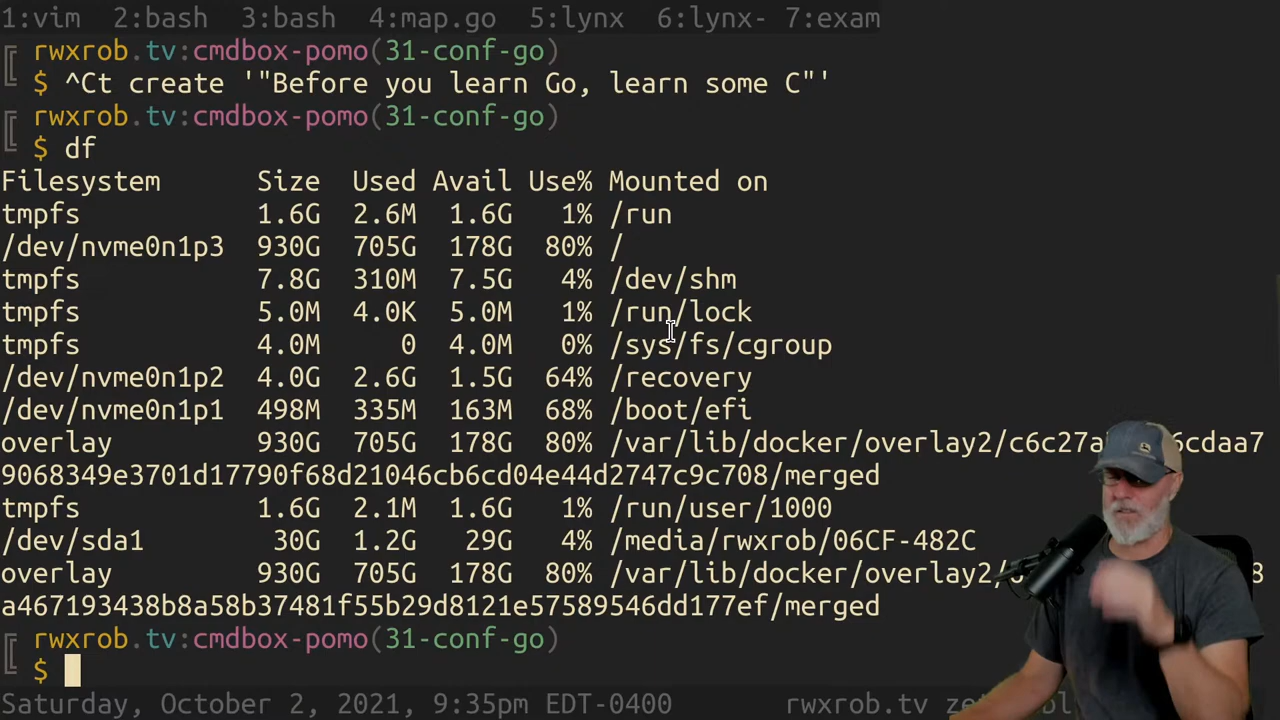 1:vim 2:bash 3:bash 4:map.go 5:lynx 6:lynx- 7:exam
rwxrob.tv:cmdbox-pomo(31-conf-go)
$ ^Ct create '"Before you learn Go, learn some C"'
rwxrob.tv:cmdbox-pomo(31-conf-go)
$ df
Filesystem Size Used Avail Use% Mounted on
tmpfs 1.6G 2.6M 1.6G 1% /run
/dev/nvme0n1p3 930G 705G 178G 80% /
tmpfs 7.8G 310M 7.5G 4% /dev/shm
tmpfs 5.0M 4.0K 5.0M 1% /run/lock
tmpfs 4.0M 0 4.0M 0% /sys/fs/cgroup
/dev/nvme0n1p2 4.0G 2.6G 1.5G 64% /recovery
/dev/nvme0n1p1 498M 335M 163M 68% /boot/efi
overlay 930G 705G 178G 80% /var/lib/docker/overlay2/c6c27a 6cdaa7
9068349e3701d17790f68d21046cb6cd04e44d2747c9c708/merged
tmpfs 1.6G 2.1M 1.6G 1% /run/user/1000
/dev/sda1 30G 1.2G 29G 4% /media/rwxrob/06CF-482C
overlay 930G 705G 178G 80% /var/lib/docker/overlay2/ 8
a467193438b8a58b37481f55b29d8121e57589546dd177ef/merged
rwxrob.tv:cmdbox-pomo(31-conf-go)
$
Saturday, October 2, 2021, 9:35pm EDT-0400 rwxrob.tv